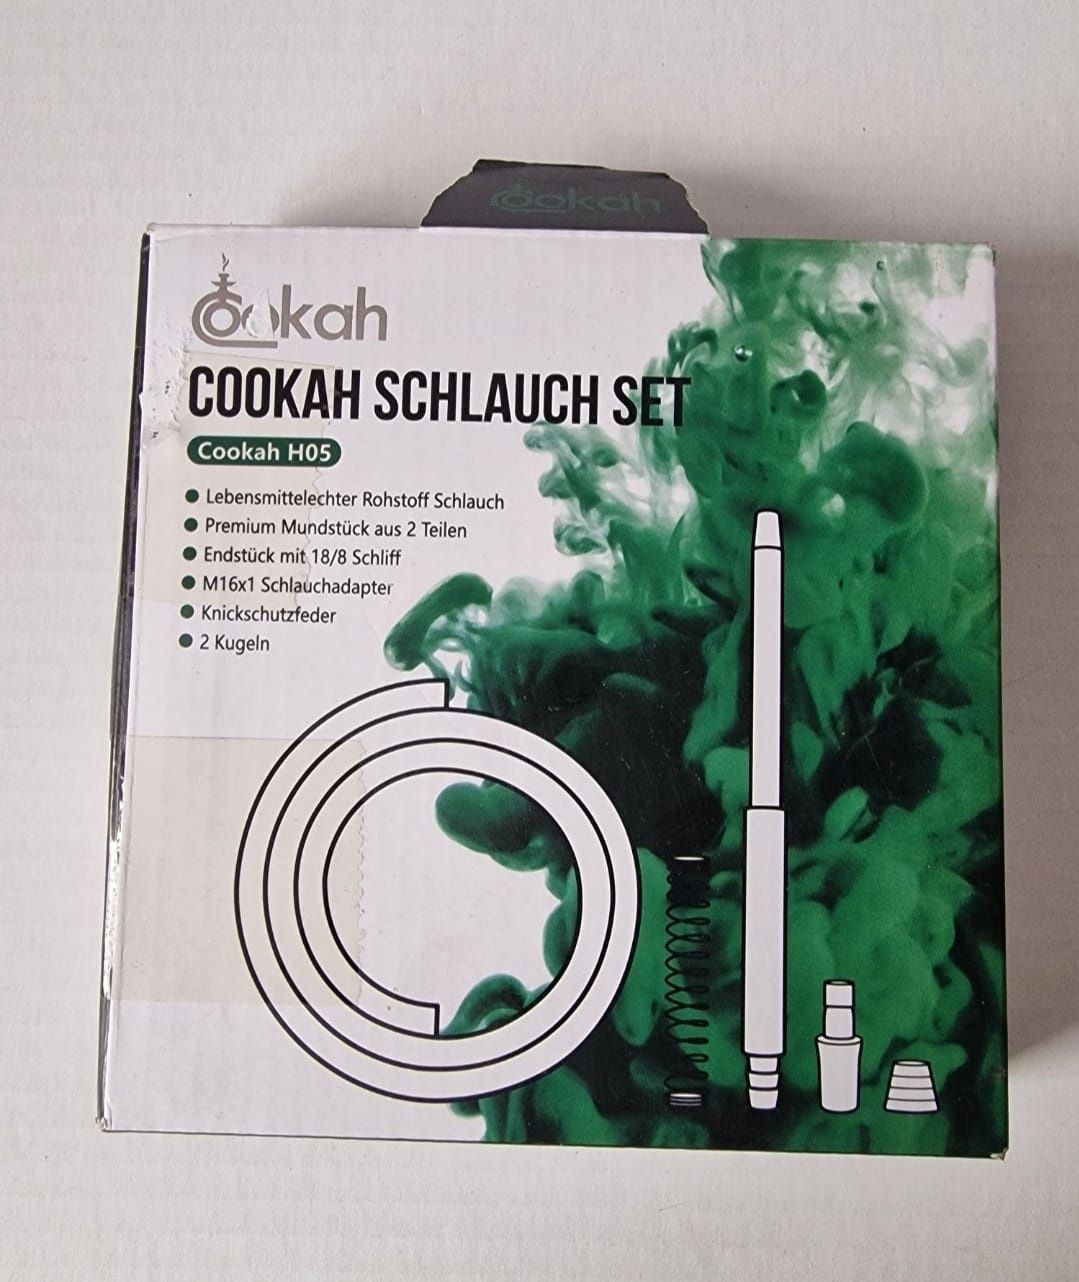 Cookah
Cookah
COOKAH SCHLAUCH SET
Cookah H05
Lebensmittelechter Rohstoff Schlauch
Premium Mundstück aus 2 Teilen
Endstück mit 18/8 Schliff
M16x1 Schlauchadapter
Knickschutzfeder
2 Kugeln